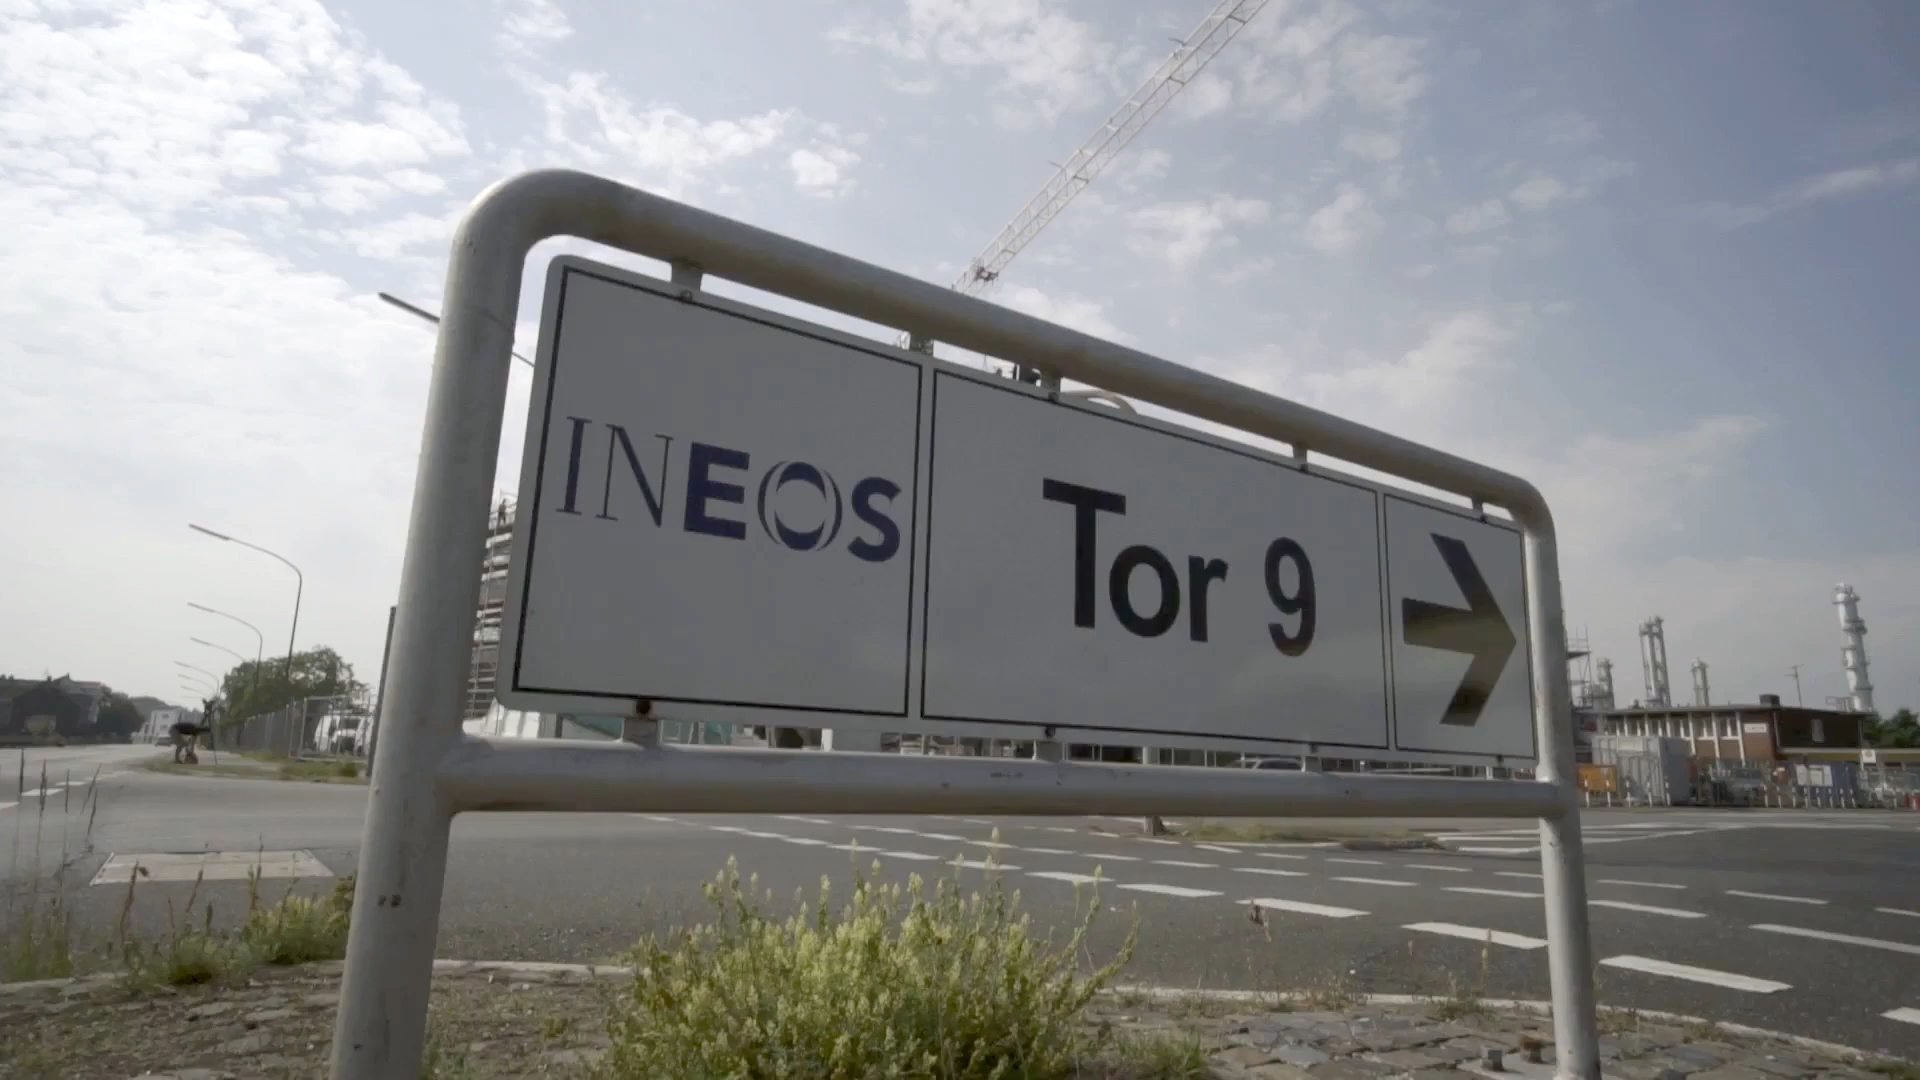 INEOS Tor 9 →